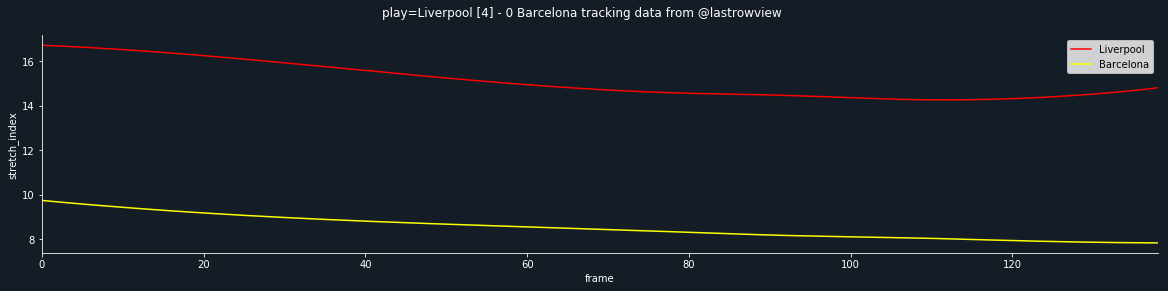 play=Liverpool [4] - 0 Barcelona tracking data from @lastrowview
Liverpool
Barcelona
stretch_index
16
14
12
10
8
0 20 40 60 80 100 120
frame